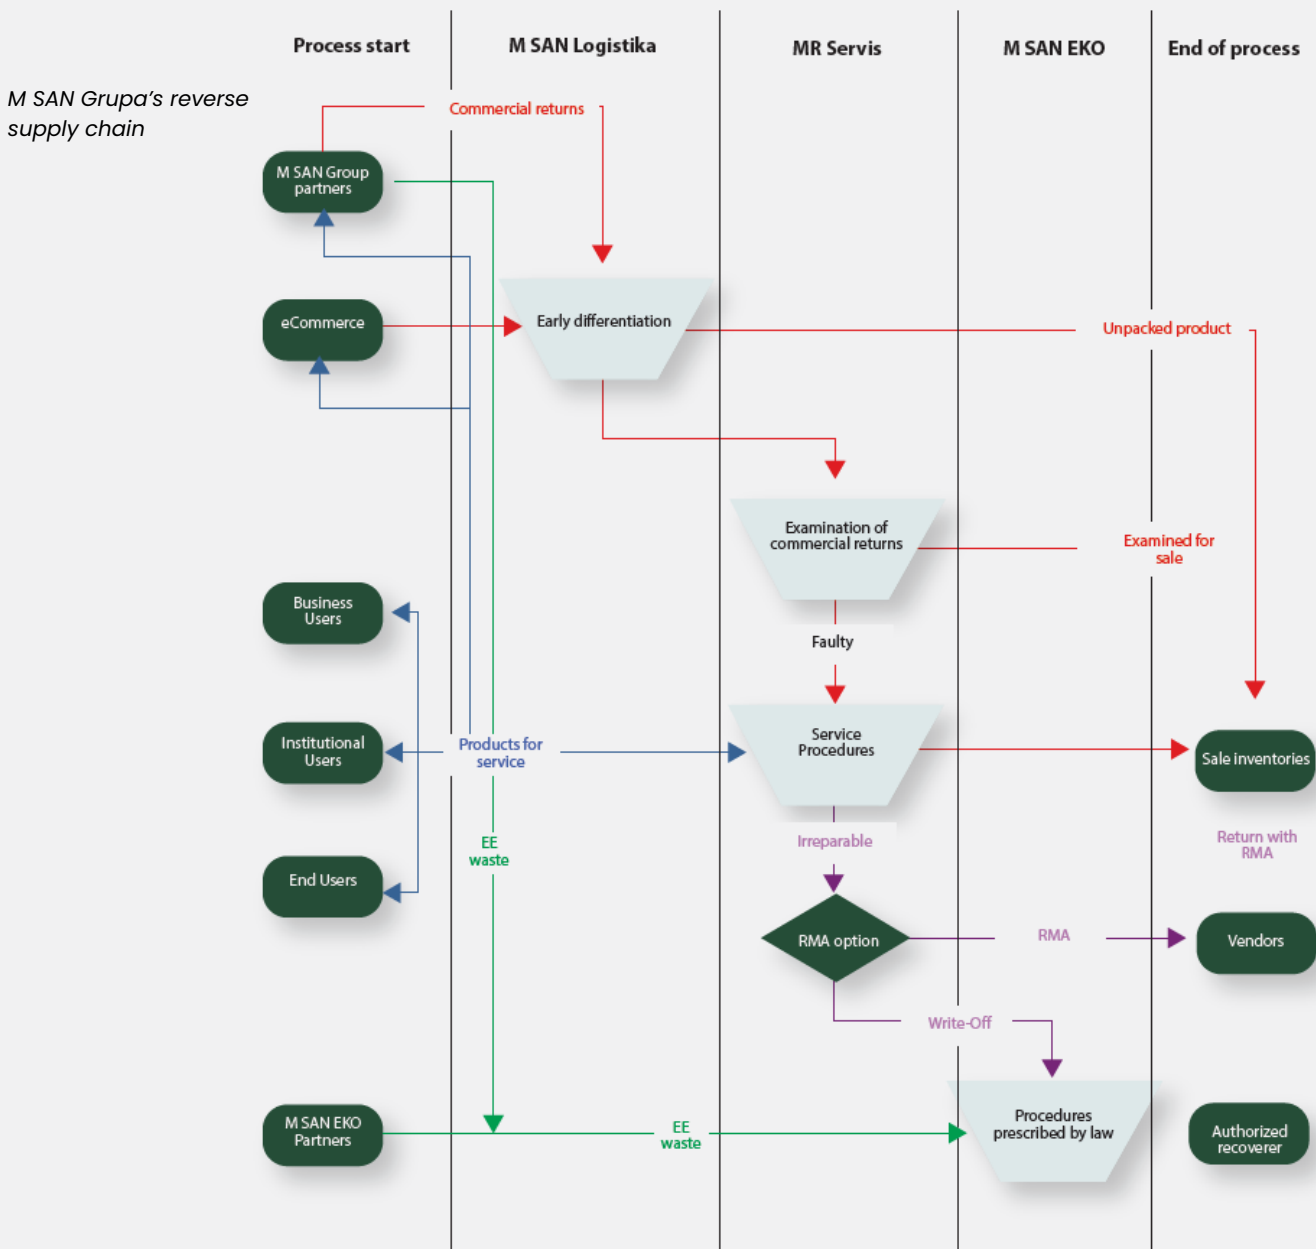 Process start
M SAN Logistika
MR Servis
M SAN EKO
End of process
M SAN Grupa’s reverse
supply chain
Commercial returns
M SAN Group
partners
eCommerce
Early differentiation
Unpacked product
Examination of
commercial returns
Examined for
sale
Business
Users
Faulty
Institutional
Users
Products for
service
Service
Procedures
Sale inventories
EE
waste
Irreparable
Return with
RMA
End Users
RMA option
RMA
Vendors
Write-Off
M SAN EKO
Partners
EE
waste
Procedures
prescribed by law
Authorized
recoverer